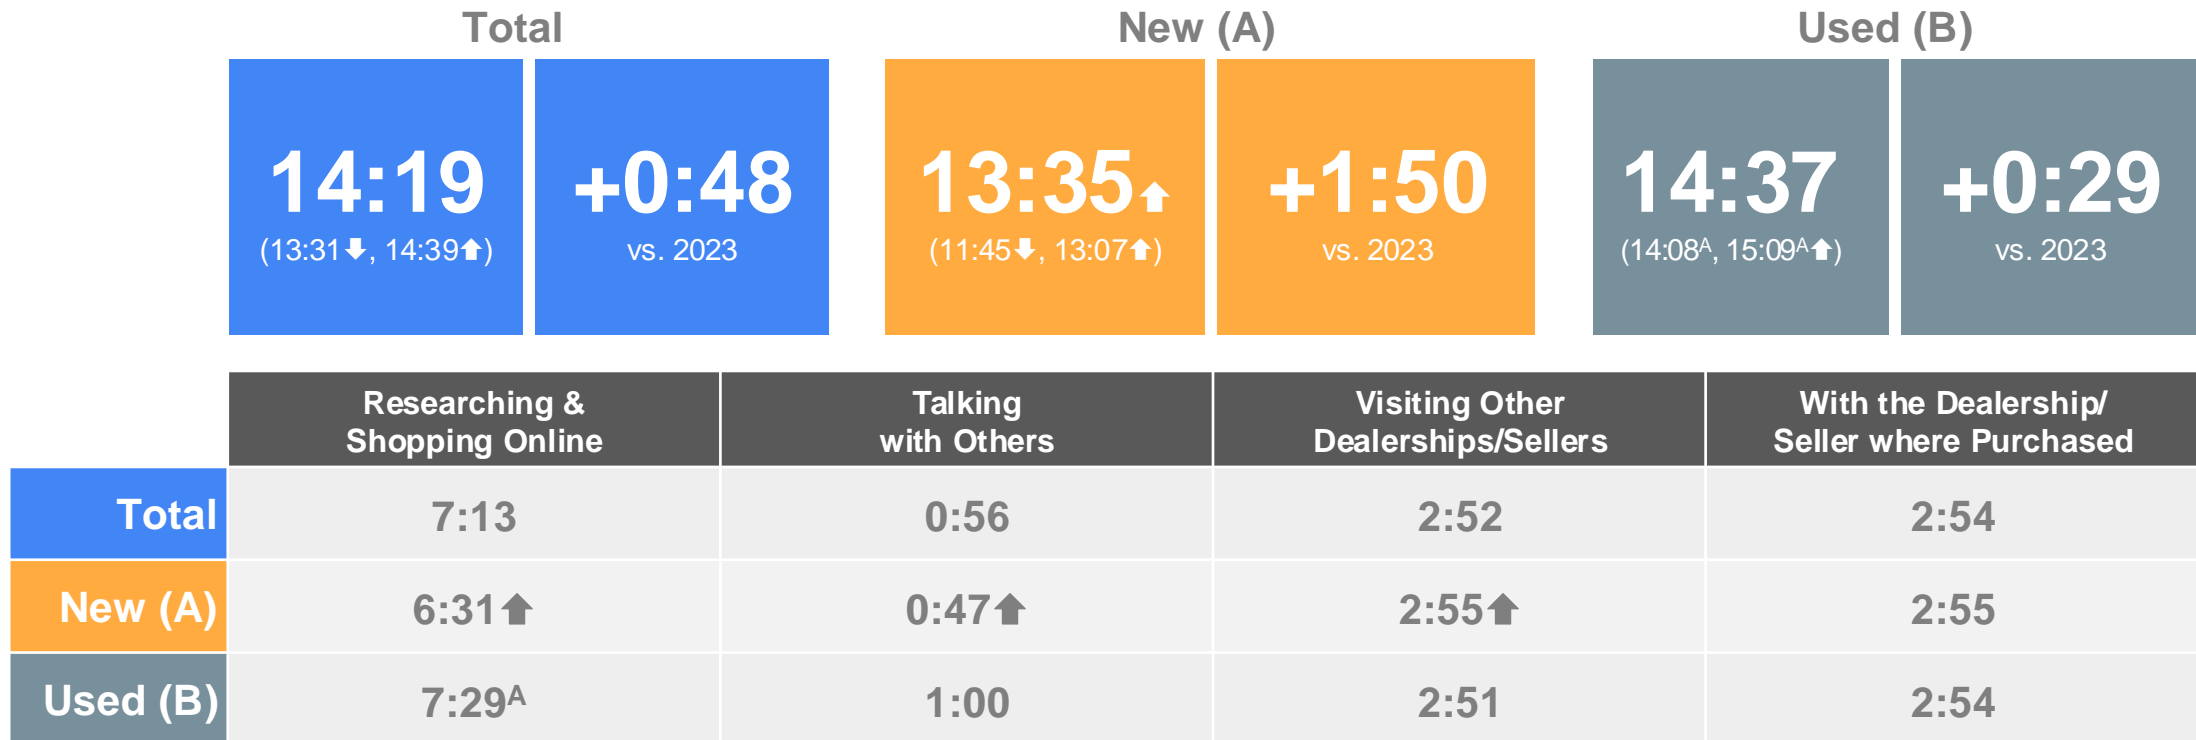 Total New (A) Used (B)
14:19 +0:48 13:35⬆ +1:50 14:37 +0:29
(13:31⬇, 14:39⬆) vs. 2023 (11:45⬇, 13:07⬆) vs. 2023 (14:08ᴬ, 15:09ᴬ⬆) vs. 2023
Researching & Talking Visiting Other With the Dealership/
Shopping Online with Others Dealerships/Sellers Seller where Purchased
Total 7:13 0:56 2:52 2:54
New (A) 6:31⬆ 0:47⬆ 2:55⬆ 2:55
Used (B) 7:29ᴬ 1:00 2:51 2:54